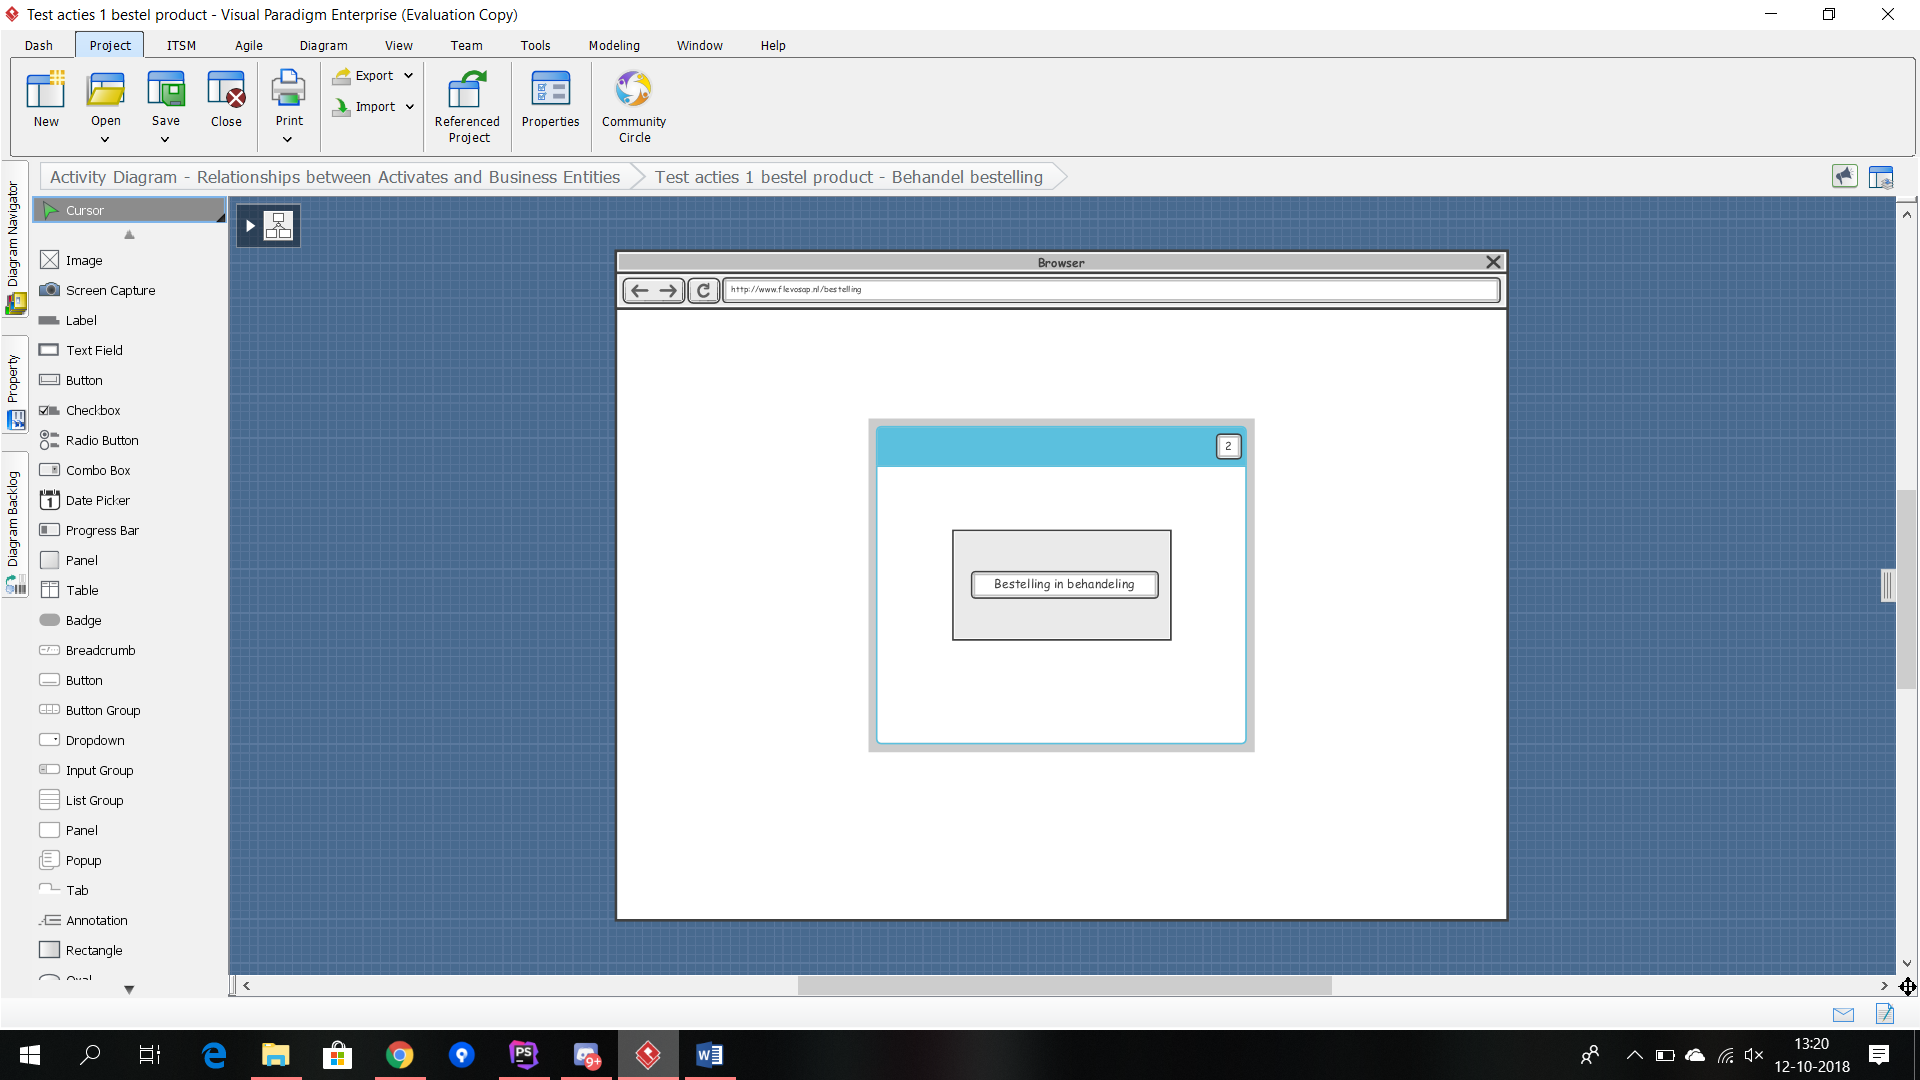 Test acties 1 bestel product - Visual Paradigm Enterprise (Evaluation Copy)
Dash Project ITSM Agile Diagram View Team Tools Modeling Window Help
New Open Save Close Print Export Import Referenced Project Properties Community Circle
Activity Diagram - Relationships between Activates and Business Entities Test acties 1 bestel product - Behandel bestelling
Diagram Navigator
Property
Diagram Backlog
Cursor
Image
Screen Capture
Label
Text Field
Button
Checkbox
Radio Button
Combo Box
Date Picker
Progress Bar
Panel
Table
Badge
Breadcrumb
Button
Button Group
Dropdown
Input Group
List Group
Panel
Popup
Tab
Annotation
Rectangle
Oval
Browser
http://www.flevosap.nl/bestelling
2
Bestelling in behandeling
PS
9+
13:20
12-10-2018